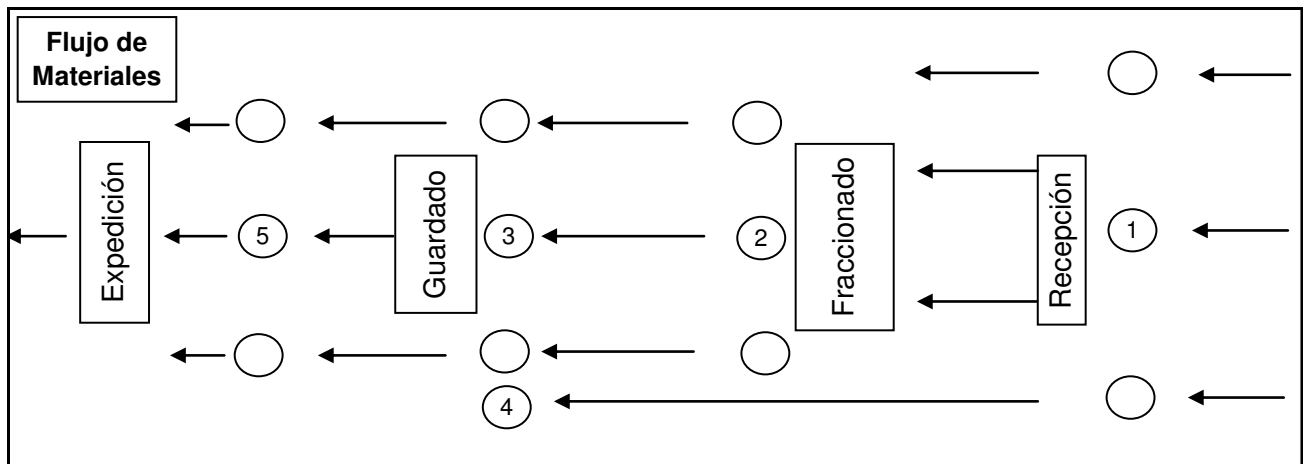 Flujo de
Materiales
Expedición
5
Guardado
3
4
2
Fraccionado
Recepción
1